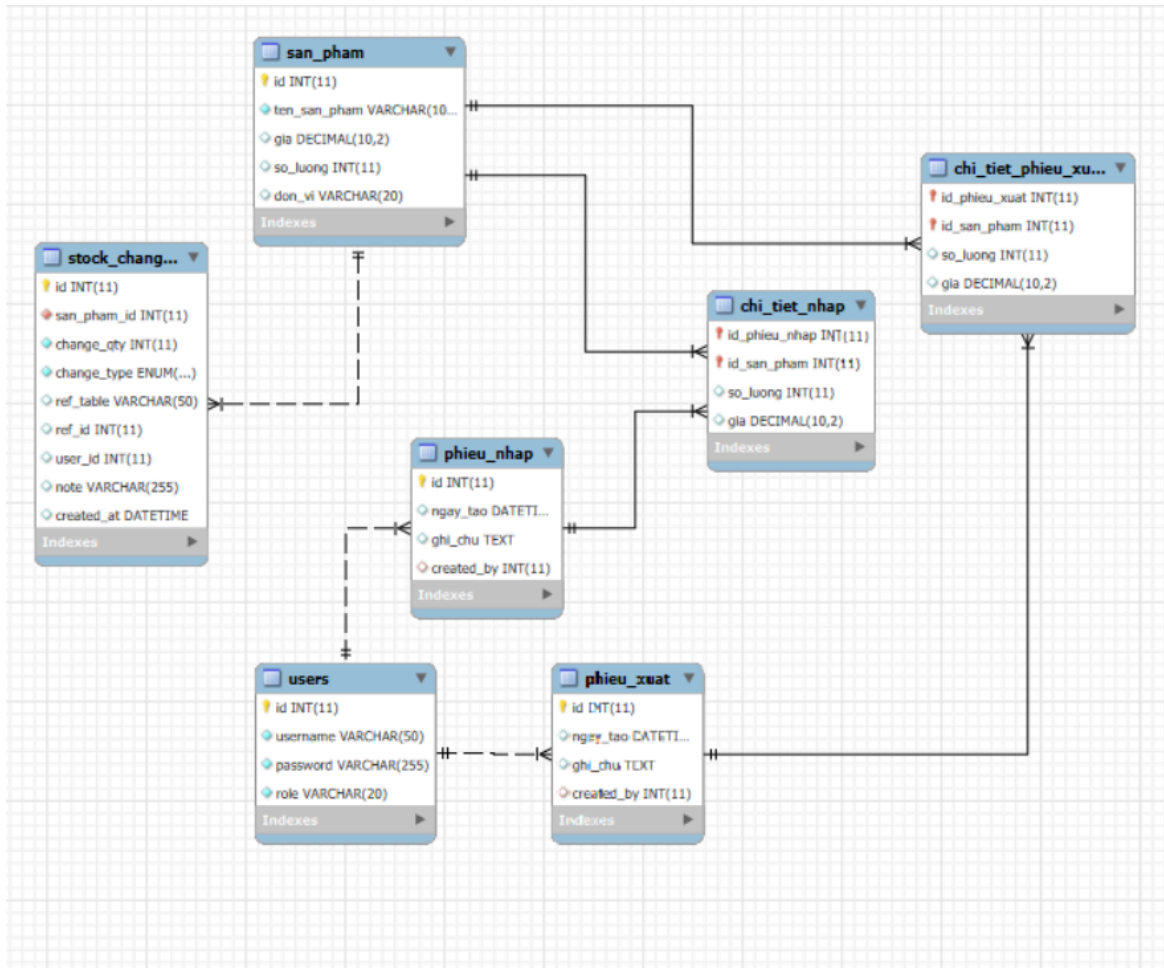 san_pham
id INT(11)
ten_san_pham VARCHAR(10...
gia DECIMAL(10,2)
so_luong INT(11)
don_vi VARCHAR(20)
Indexes
chi_tiet_phieu_xu...
id_phieu_xuat INT(11)
id_san_pham INT(11)
so_luong INT(11)
gia DECIMAL(10,2)
Indexes
stock_chang...
id INT(11)
san_pham_id INT(11)
change_qty INT(11)
change_type ENUM(...)
ref_table VARCHAR(50)
ref_id INT(11)
user_id INT(11)
note VARCHAR(255)
created_at DATETIME
Indexes
chi_tiet_nhap
id_phieu_nhap INT(11)
id_san_pham INT(11)
so_luong INT(11)
gia DECIMAL(10,2)
Indexes
phieu_nhap
id INT(11)
ngay_tao DATETI...
ghi_chu TEXT
created_by INT(11)
Indexes
users
id INT(11)
username VARCHAR(50)
password VARCHAR(255)
role VARCHAR(20)
Indexes
phieu_xuat
id INT(11)
ngay_tao DATETI...
ghi_chu TEXT
created_by INT(11)
Indexes